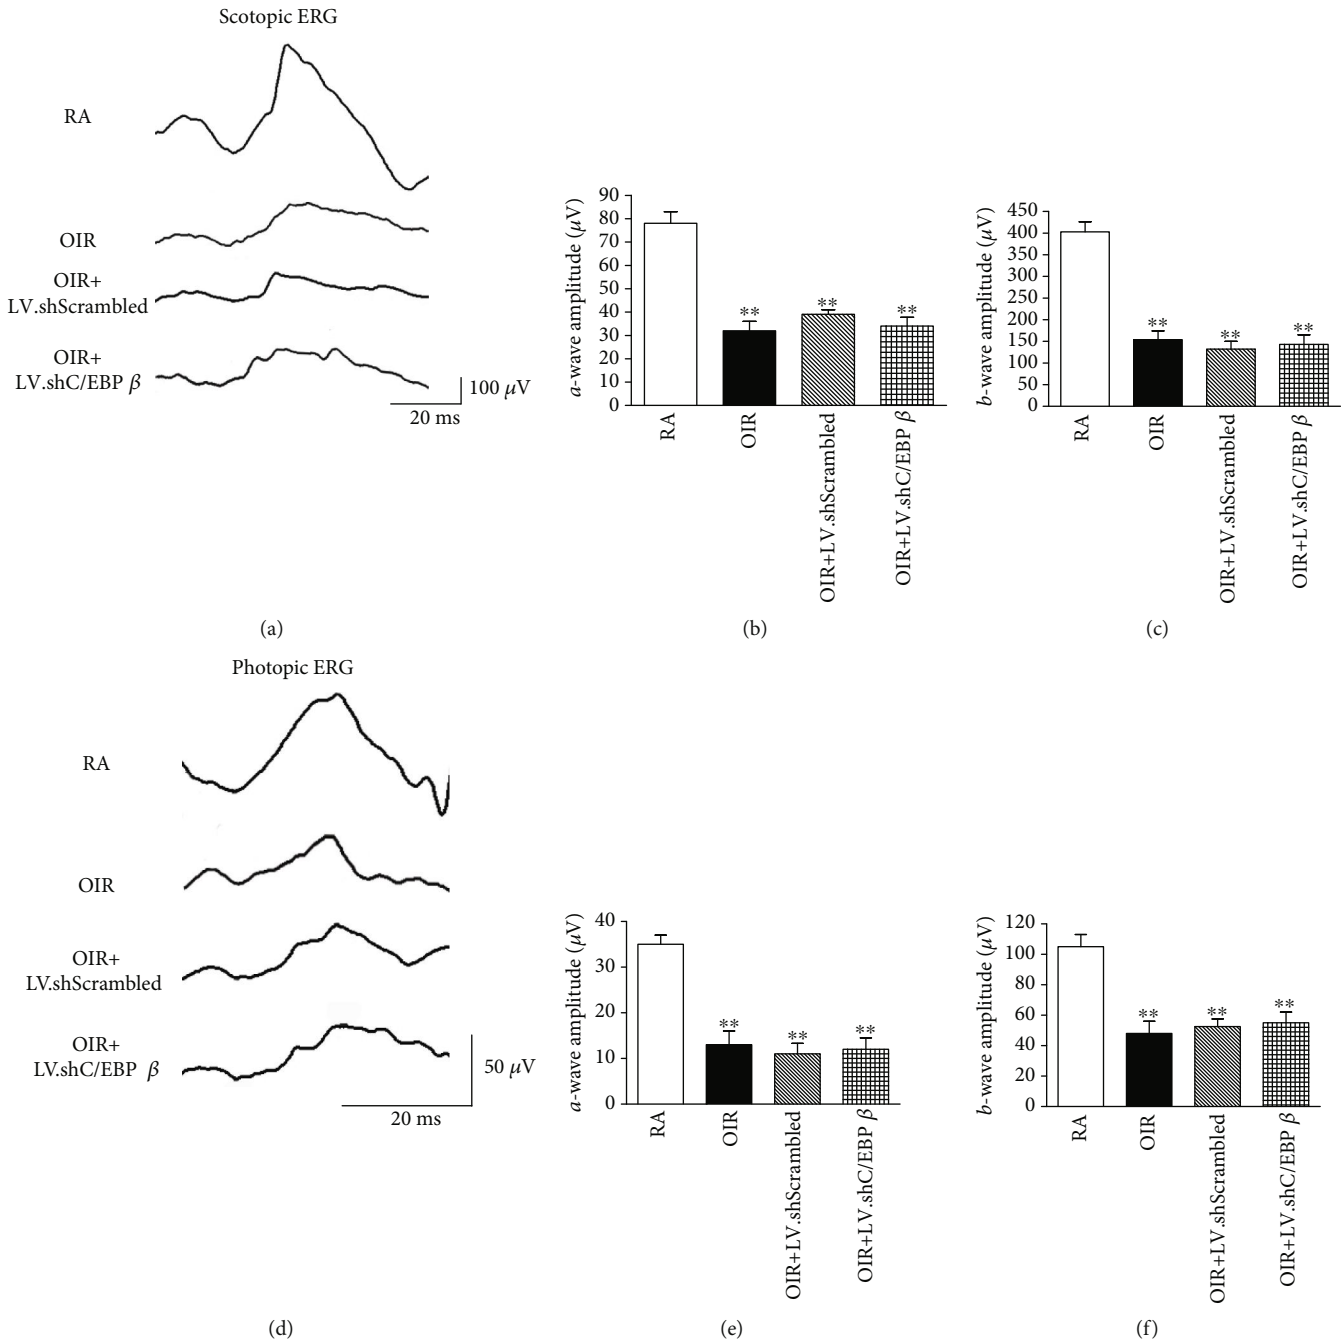 Scotopic ERG
RA
OIR
OIR+
LV.shScrambled
OIR+
LV.shC/EBP β
100 μV
20 ms
(a)
a-wave amplitude (μV)
90
80
70
60
50
40
30
20
10
0
**
**
**
RA
OIR
OIR+LV.shScrambled
OIR+LV.shC/EBP β
(b)
b-wave amplitude (μV)
450
400
350
300
250
200
150
100
50
0
**
**
**
RA
OIR
OIR+LV.shScrambled
OIR+LV.shC/EBP β
(c)
Photopic ERG
RA
OIR
OIR+
LV.shScrambled
OIR+
LV.shC/EBP β
50 μV
20 ms
(d)
a-wave amplitude (μV)
40
30
20
10
0
**
**
**
RA
OIR
OIR+LV.shScrambled
OIR+LV.shC/EBP β
(e)
b-wave amplitude (μV)
120
100
80
60
40
20
0
**
**
**
RA
OIR
OIR+LV.shScrambled
OIR+LV.shC/EBP β
(f)